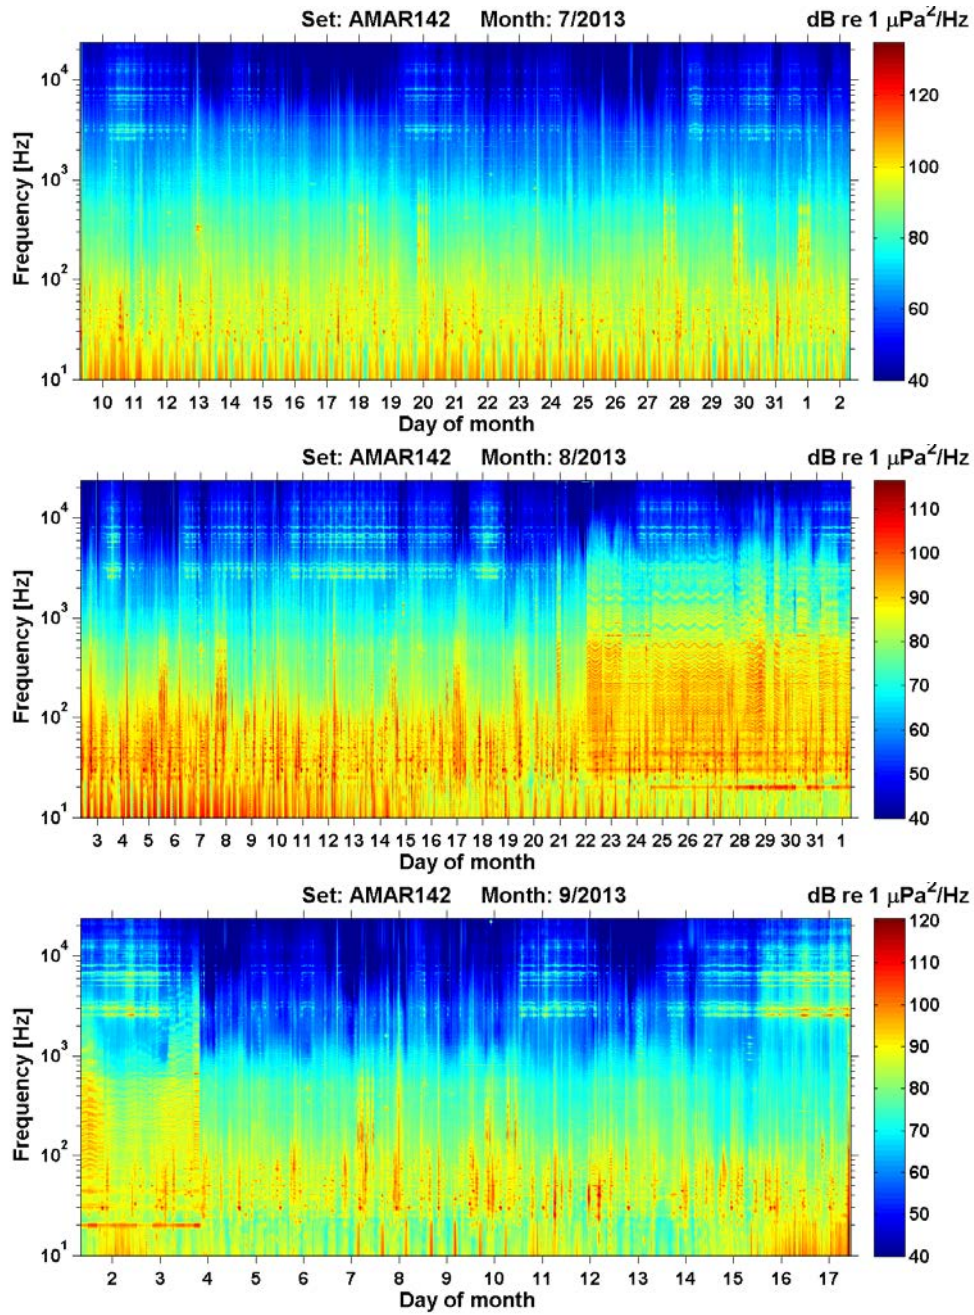 Set: AMAR142 Month: 7/2013 dB re 1 μPa²/Hz
Frequency [Hz]
10⁴
10³
10²
10¹
120
100
80
60
40
10 11 12 13 14 15 16 17 18 19 20 21 22 23 24 25 26 27 28 29 30 31 1 2
Day of month
Set: AMAR142 Month: 8/2013 dB re 1 μPa²/Hz
Frequency [Hz]
10⁴
10³
10²
10¹
110
100
90
80
70
60
50
40
3 4 5 6 7 8 9 10 11 12 13 14 15 16 17 18 19 20 21 22 23 24 25 26 27 28 29 30 31 1
Day of month
Set: AMAR142 Month: 9/2013 dB re 1 μPa²/Hz
Frequency [Hz]
10⁴
10³
10²
10¹
120
110
100
90
80
70
60
50
40
2 3 4 5 6 7 8 9 10 11 12 13 14 15 16 17
Day of month